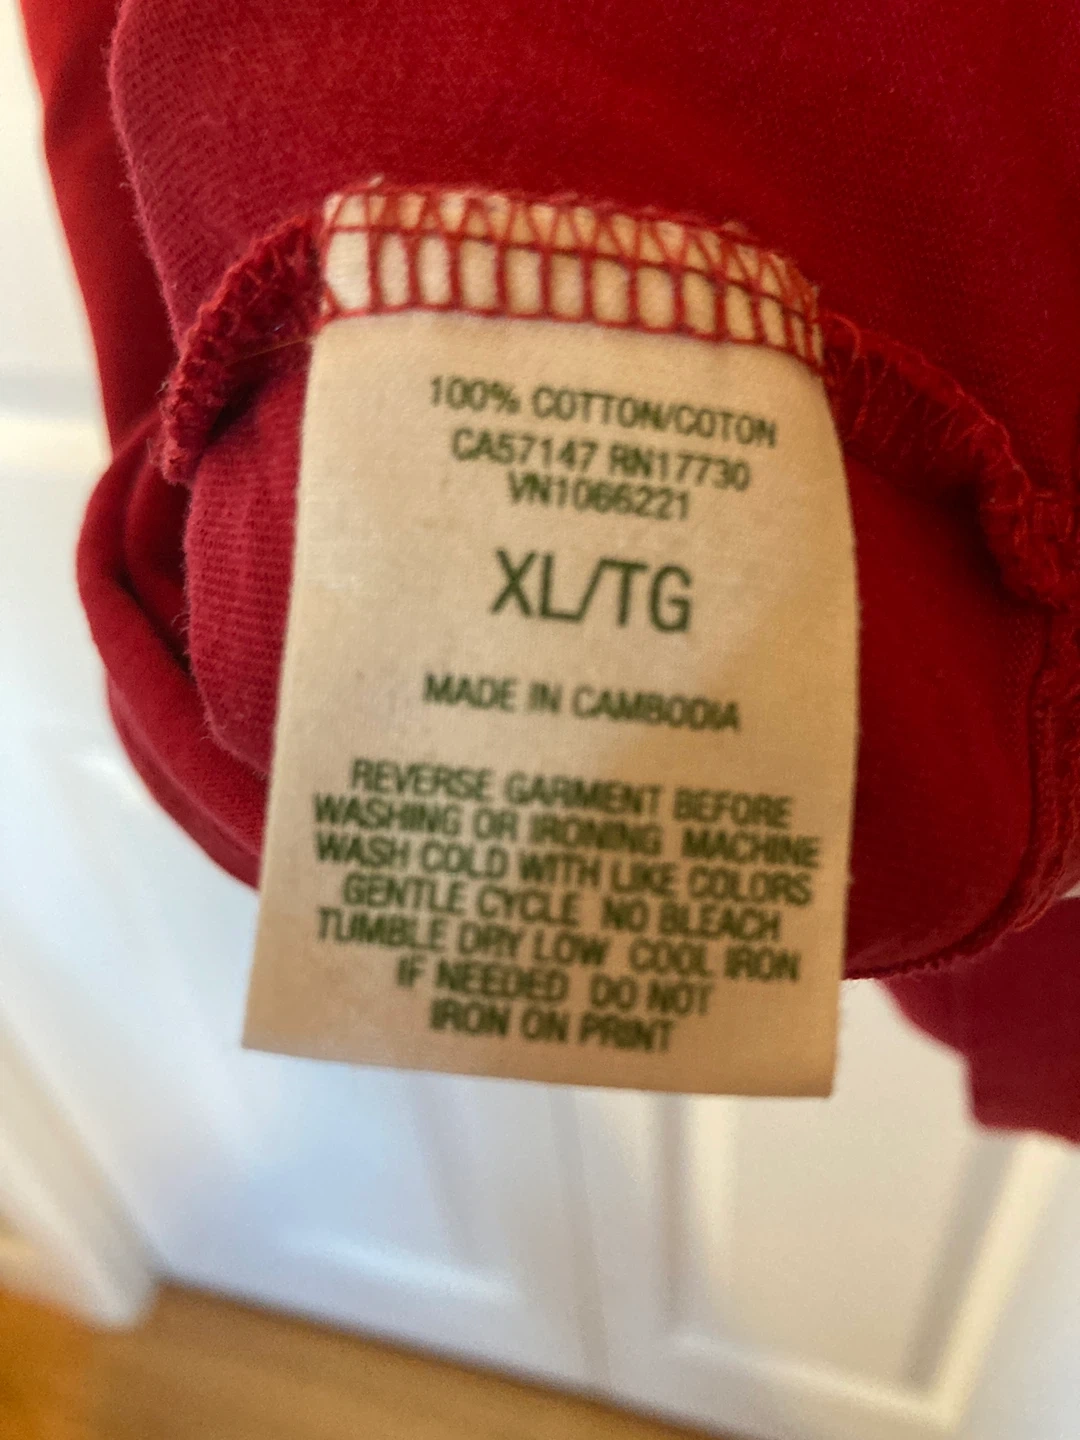 100% COTTON/COTON
CA57147 RN17730
VN1066221
XL/TG
MADE IN CAMBODIA
REVERSE GARMENT BEFORE
WASHING OR IRONING MACHINE
WASH COLD WITH LIKE COLORS
GENTLE CYCLE NO BLEACH
TUMBLE DRY LOW COOL IRON
IF NEEDED DO NOT
IRON ON PRINT